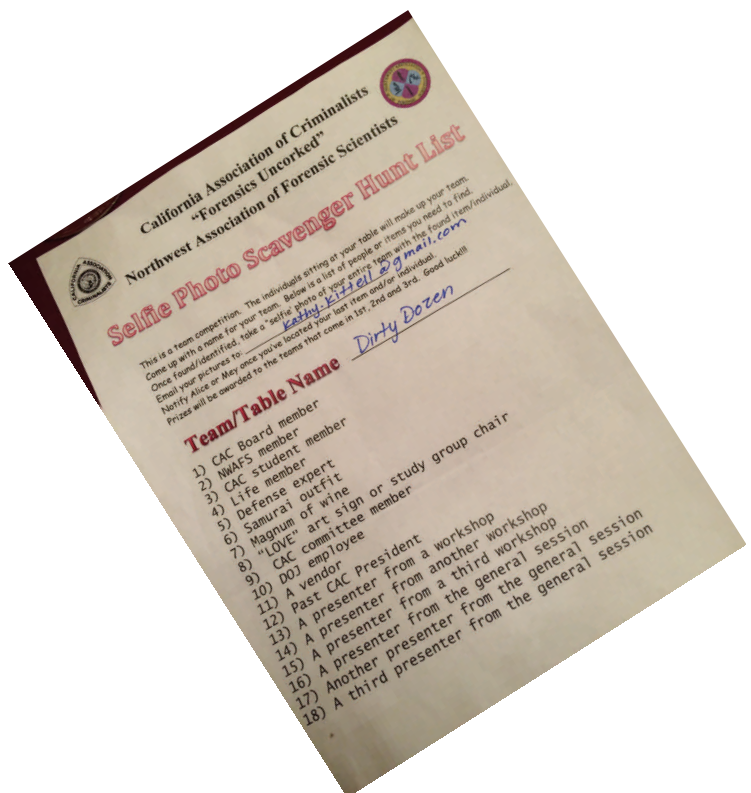 California Association of Criminalists
"Forensics Uncorked"
Northwest Association of Forensic Scientists
CALIFORNIA ASSOCIATION
CRIMINALISTS
Selfie Photo Scavenger Hunt List
This is a team competition. The individuals sitting at your table will make up your team.
Come up with a name for your team. Below is a list of people or items you need to find.
Once found/identified, take a "selfie" photo of your entire team with the found item/individual.
Email your pictures to: kathy.kittell@gmail.com
Notify Alice or May once you've located your last item and/or individual.
Prizes will be awarded to the teams that come in 1st, 2nd and 3rd. Good luck!!!
Team/Table Name Dirty Dozen
1) CAC Board member
2) NWAFS member
3) CAC student member
4) Life member
5) Defense expert
6) Samurai outfit
7) Magnum of wine
8) "LOVE" art sign or study group chair
9) CAC committee member
10) DOJ employee
11) A vendor
12) Past CAC President
13) A presenter from a workshop
14) A presenter from another workshop
15) A presenter from a third workshop
16) A presenter from the general session
17) Another presenter from the general session
18) A third presenter from the general session